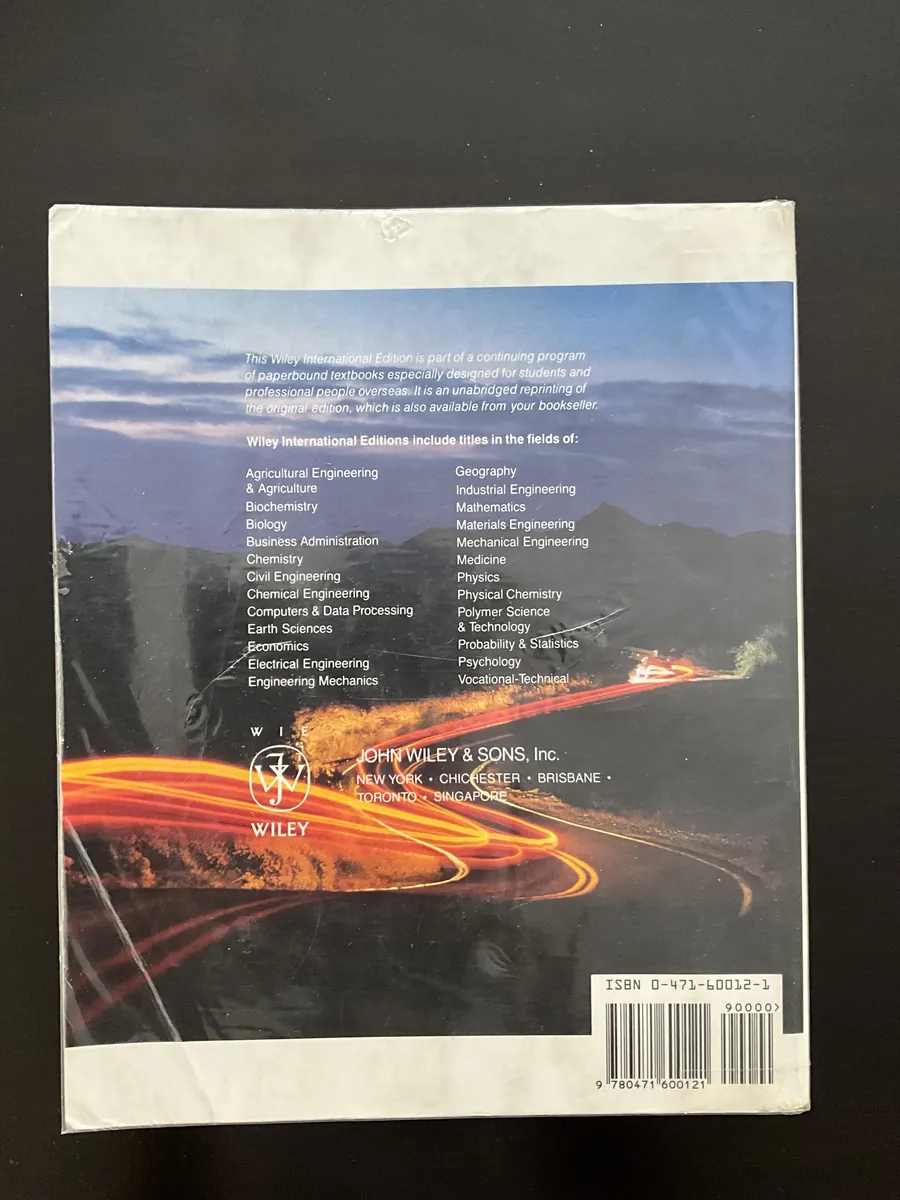 This Wiley International Edition is part of a continuing program
of paperbound textbooks especially designed for students and
professional people overseas. It is an unabridged reprinting of
the original edition, which is also available from your bookseller.
Wiley International Editions include titles in the fields of:
Agricultural Engineering
& Agriculture
Biochemistry
Biology
Business Administration
Chemistry
Civil Engineering
Chemical Engineering
Computers & Data Processing
Earth Sciences
Economics
Electrical Engineering
Engineering Mechanics
Geography
Industrial Engineering
Mathematics
Materials Engineering
Mechanical Engineering
Medicine
Physics
Physical Chemistry
Polymer Science
& Technology
Probability & Statistics
Psychology
Vocational-Technical
W I E
JW
WILEY
JOHN WILEY & SONS, Inc.
NEW YORK • CHICHESTER • BRISBANE •
TORONTO • SINGAPORE
ISBN 0-471-60012-1
90000>
9 780471 600121